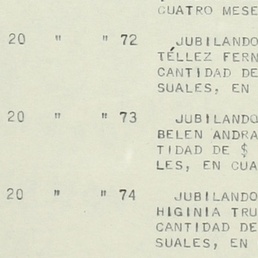 CUATRO MESE
20 " " 72 JUBILANDO
TÉLLEZ FERN
CANTIDAD DE
SUALES, EN
20 " " 73 JUBILANDO
BELEN ANDRA
TIDAD DE $
LES, EN CUA
20 " " 74 JUBILANDO
HIGINIA TRU
CANTIDAD DE
SUALES, EN